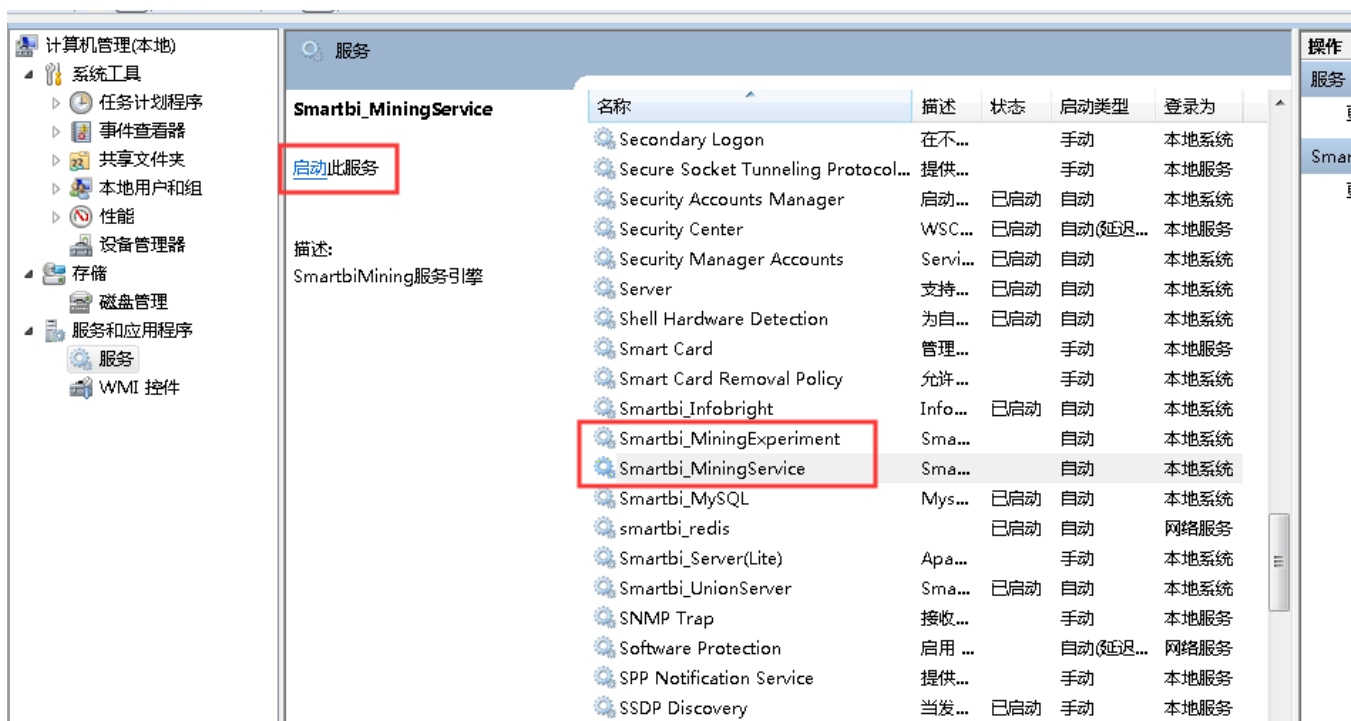 计算机管理(本地)
系统工具
任务计划程序
事件查看器
共享文件夹
本地用户和组
性能
设备管理器
存储
磁盘管理
服务和应用程序
服务
WMI 控件
服务
Smartbi_MiningService
启动此服务
描述:
SmartbiMining服务引擎
名称 描述 状态 启动类型 登录为
Secondary Logon 在不... 手动 本地系统
Secure Socket Tunneling Protocol... 提供... 手动 本地服务
Security Accounts Manager 启动... 已启动 自动 本地系统
Security Center WSC... 已启动 自动(延迟... 本地服务
Security Manager Accounts Servi... 已启动 自动 本地系统
Server 支持... 已启动 自动 本地系统
Shell Hardware Detection 为自... 已启动 自动 本地系统
Smart Card 管理... 手动 本地服务
Smart Card Removal Policy 允许... 手动 本地系统
Smartbi_Infobright Info... 已启动 自动 本地系统
Smartbi_MiningExperiment Sma... 自动 本地系统
Smartbi_MiningService Sma... 自动 本地系统
Smartbi_MySQL Mys... 已启动 自动 本地系统
smartbi_redis 已启动 自动 网络服务
Smartbi_Server(Lite) Apa... 手动 本地系统
Smartbi_UnionServer Sma... 已启动 自动 本地系统
SNMP Trap 接收... 手动 本地服务
Software Protection 启用 ... 自动(延迟... 网络服务
SPP Notification Service 提供... 手动 本地服务
SSDP Discovery 当发... 已启动 手动 本地服务
操作
服务
Smar